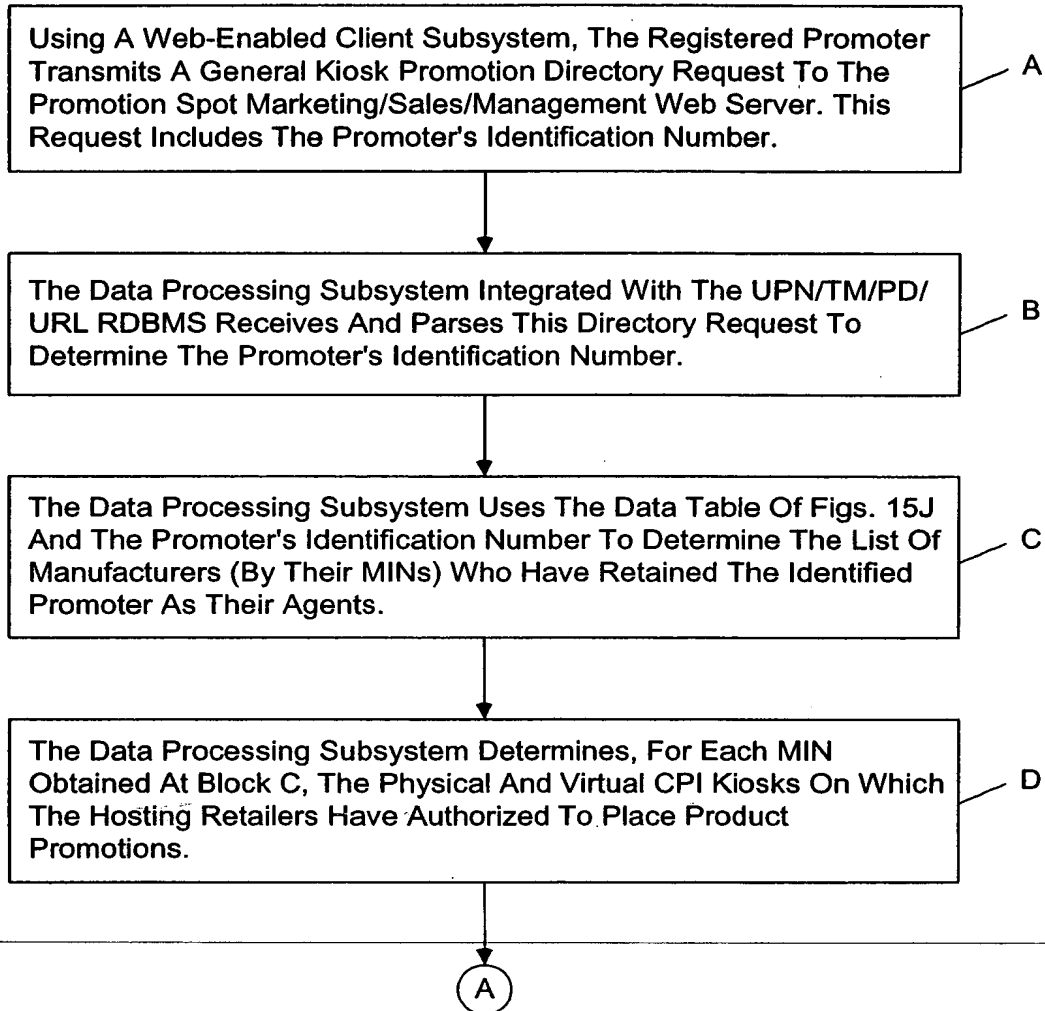 Using A Web-Enabled Client Subsystem, The Registered Promoter
Transmits A General Kiosk Promotion Directory Request To The
Promotion Spot Marketing/Sales/Management Web Server. This
Request Includes The Promoter's Identification Number.
A
The Data Processing Subsystem Integrated With The UPN/TM/PD/
URL RDBMS Receives And Parses This Directory Request To
Determine The Promoter's Identification Number.
B
The Data Processing Subsystem Uses The Data Table Of Figs. 15J
And The Promoter's Identification Number To Determine The List Of
Manufacturers (By Their MINs) Who Have Retained The Identified
Promoter As Their Agents.
C
The Data Processing Subsystem Determines, For Each MIN
Obtained At Block C, The Physical And Virtual CPI Kiosks On Which
The Hosting Retailers Have Authorized To Place Product
Promotions.
D
A